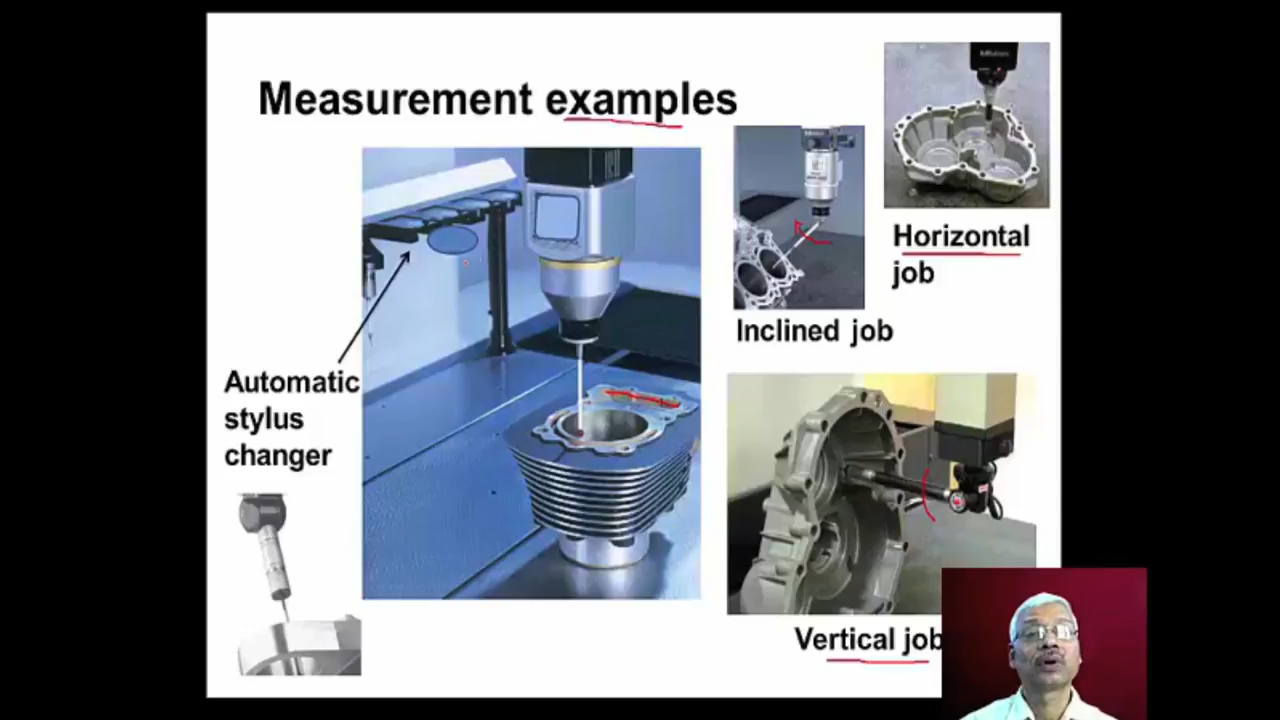 Measurement examples
Horizontal
job
Inclined job
Automatic
stylus
changer
Vertical job